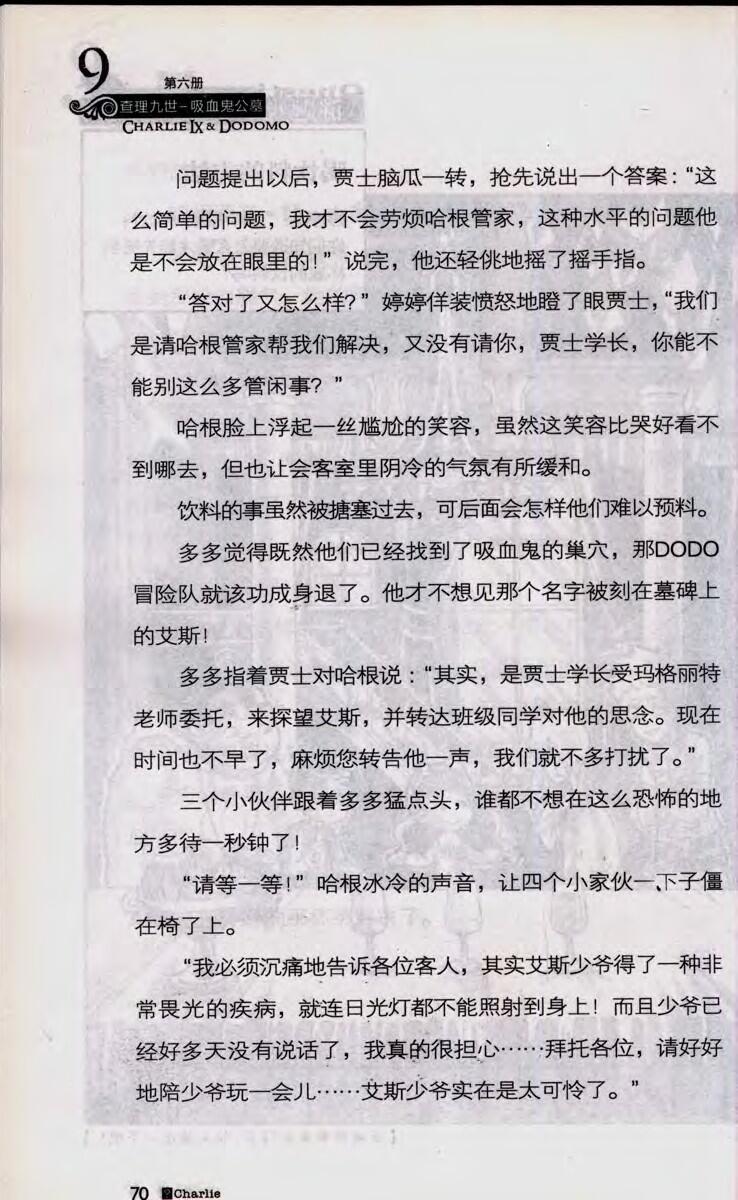 9
第六册
查理九世-吸血鬼公墓
CHARLIE IX & DODOMO
问题提出以后，贾士脑瓜一转，抢先说出一个答案：“这
么简单的问题，我才不会劳烦哈根管家，这种水平的问题他
是不会放在眼里的！”说完，他还轻佻地摇了摇手指。
“答对了又怎么样？”婷婷佯装愤怒地瞪了眼贾士，“我们
是请哈根管家帮我们解决，又没有请你，贾士学长，你能不
能别这么多管闲事？”
哈根脸上浮起一丝尴尬的笑容，虽然这笑容比哭好看不
到哪去，但也让会客室里阴冷的气氛有所缓和。
饮料的事虽然被搪塞过去，可后面会怎样他们难以预料。
多多觉得既然他们已经找到了吸血鬼的巢穴，那DODO
冒险队就该功成身退了。他才不想见那个名字被刻在墓碑上
的艾斯！
多多指着贾士对哈根说：“其实，是贾士学长受玛格丽特
老师委托，来探望艾斯，并转达班级同学对他的思念。现在
时间也不早了，麻烦您转告他一声，我们就不多打扰了。”
三个小伙伴跟着多多猛点头，谁都不想在这么恐怖的地
方多待一秒钟了！
“请等一等！”哈根冰冷的声音，让四个小家伙一下子僵
在椅了上。
“我必须沉痛地告诉各位客人，其实艾斯少爷得了一种非
常畏光的疾病，就连日光灯都不能照射到身上！而且少爷已
经好多天没有说话了，我真的很担心……拜托各位，请好好
地陪少爷玩一会儿……艾斯少爷实在是太可怜了。”
70 Charlie